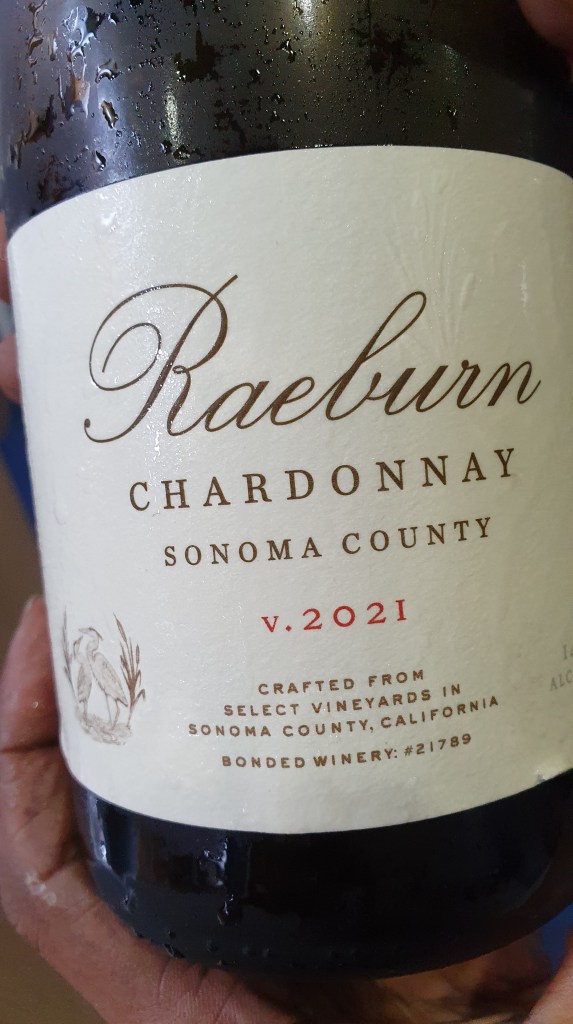 Raeburn
CHARDONNAY
SONOMA COUNTY
v.2021
CRAFTED FROM
SELECT VINEYARDS IN
SONOMA COUNTY, CALIFORNIA
BONDED WINERY: #21789